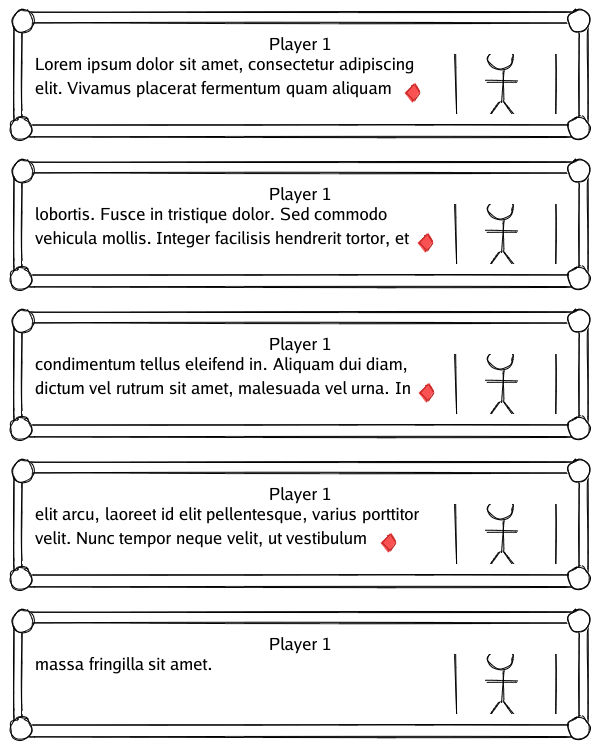 Player 1
Lorem ipsum dolor sit amet, consectetur adipiscing
elit. Vivamus placerat fermentum quam aliquam
Player 1
lobortis. Fusce in tristique dolor. Sed commodo
vehicula mollis. Integer facilisis hendrerit tortor, et
Player 1
condimentum tellus eleifend in. Aliquam dui diam,
dictum vel rutrum sit amet, malesuada vel urna. In
Player 1
elit arcu, laoreet id elit pellentesque, varius porttitor
velit. Nunc tempor neque velit, ut vestibulum
Player 1
massa fringilla sit amet.